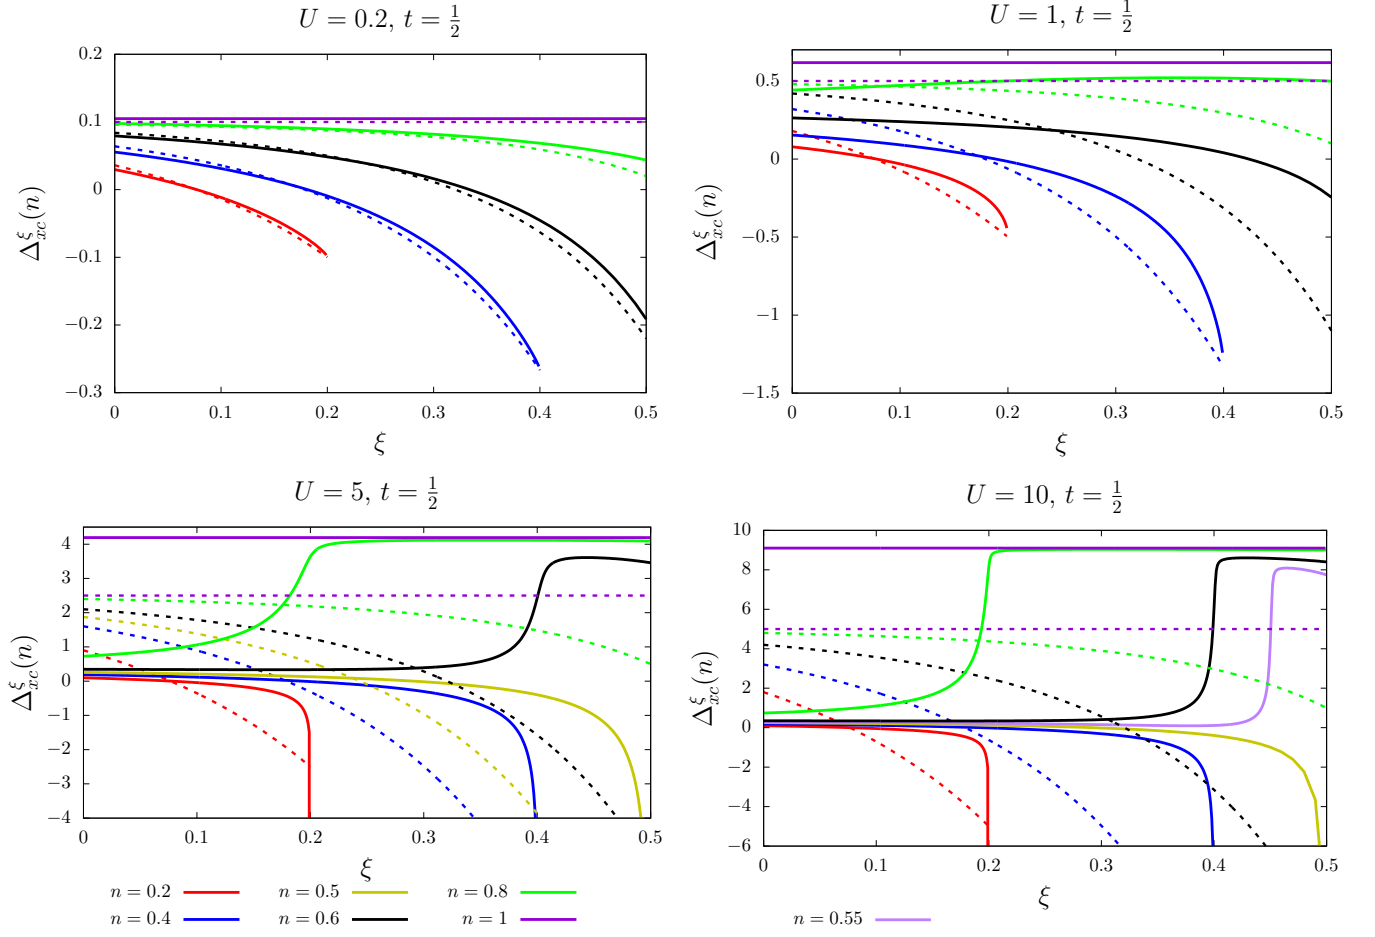 U = 0.2, t = 1/2
0.2
0.1
0
−0.1
−0.2
−0.3
0 0.1 0.2 0.3 0.4 0.5
Δ^ξ_xc(n)
ξ
U = 1, t = 1/2
0.5
0
−0.5
−1
−1.5
0 0.1 0.2 0.3 0.4 0.5
Δ^ξ_xc(n)
ξ
U = 5, t = 1/2
4
3
2
1
0
−1
−2
−3
−4
0 0.1 0.2 0.3 0.4 0.5
Δ^ξ_xc(n)
ξ
U = 10, t = 1/2
10
8
6
4
2
0
−2
−4
−6
0 0.1 0.2 0.3 0.4 0.5
Δ^ξ_xc(n)
ξ
n = 0.2 n = 0.5 n = 0.8
n = 0.4 n = 0.6 n = 1 n = 0.55